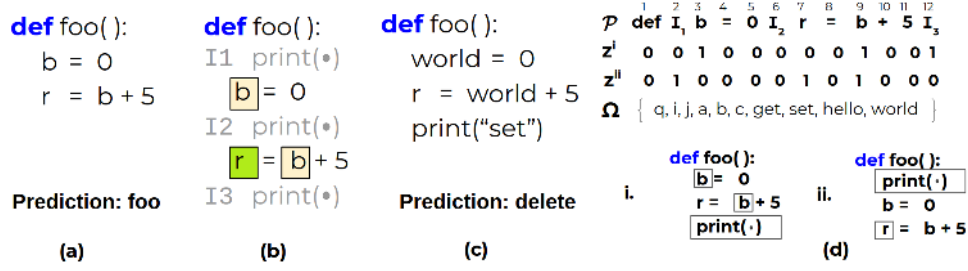 def foo( ):
b = 0
r = b + 5
Prediction: foo
(a)
def foo( ):
I1 print(•)
b = 0
I2 print(•)
r = b + 5
I3 print(•)
(b)
def foo( ):
world = 0
r = world + 5
print("set")
Prediction: delete
(c)
1 2 3 4 5 6 7 8 9 10 11 12
P def I₁ b = 0 I₂ r = b + 5 I₃
zⁱ 0 0 1 0 0 0 0 0 1 0 0 1
zⁱⁱ 0 1 0 0 0 0 1 0 1 0 0 0
Ω { q, i, j, a, b, c, get, set, hello, world }
i.
def foo( ):
b = 0
r = b + 5
print(·)
ii.
def foo( ):
print(·)
b = 0
r = b + 5
(d)